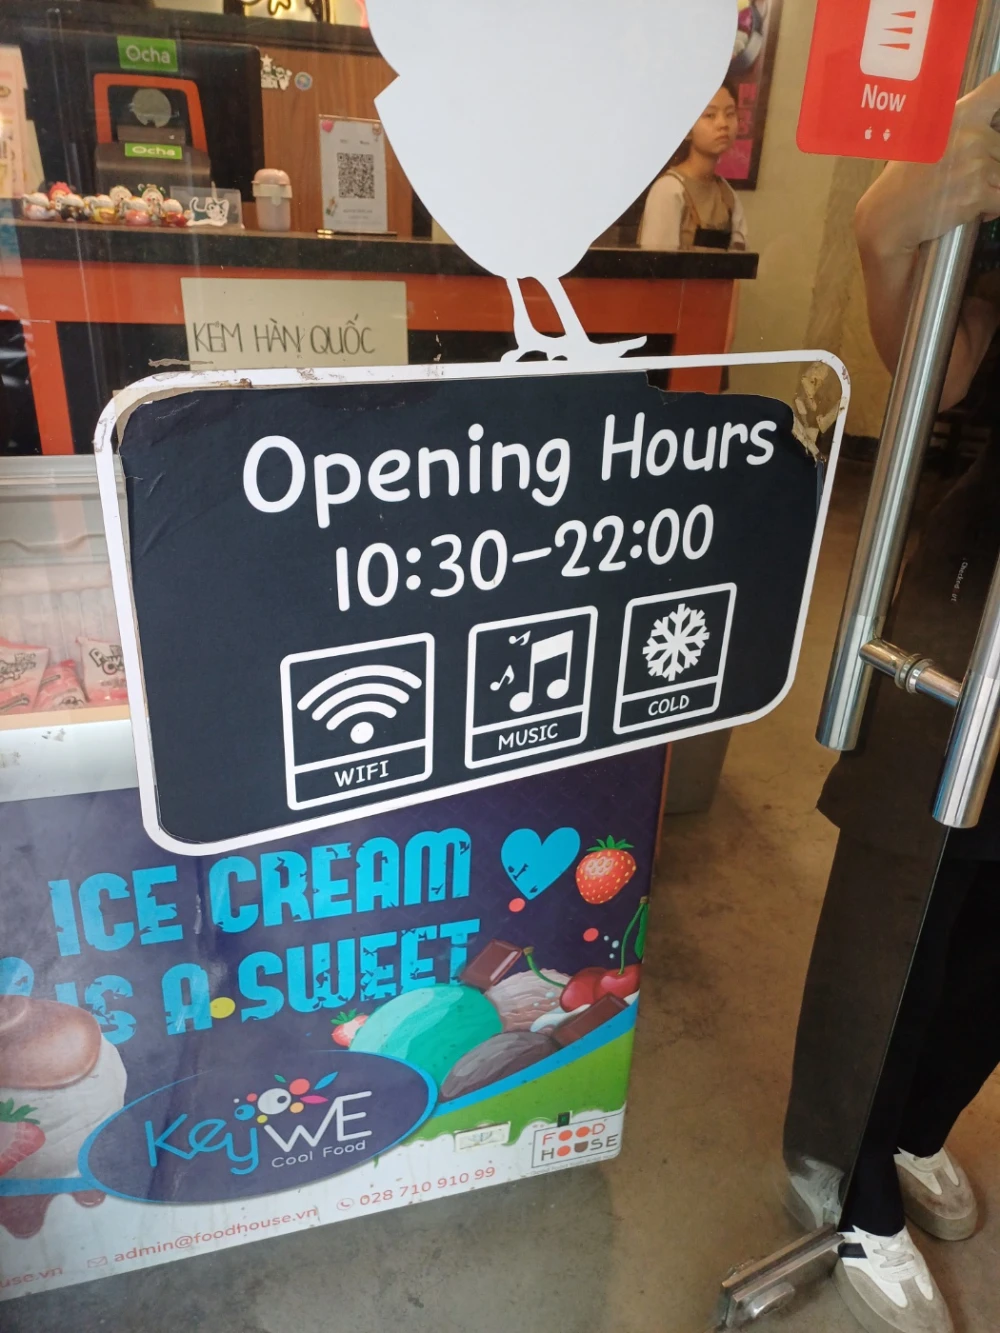 Ocha
Ocha
Now
KEM HÀN QUỐC
Opening Hours
10:30-22:00
WIFI
MUSIC
COLD
ICE CREAM
IS A SWEET
KeyWE
Cool Food
FOOD
HOUSE
028 710 910 99
admin@foodhouse.vn
use.vn